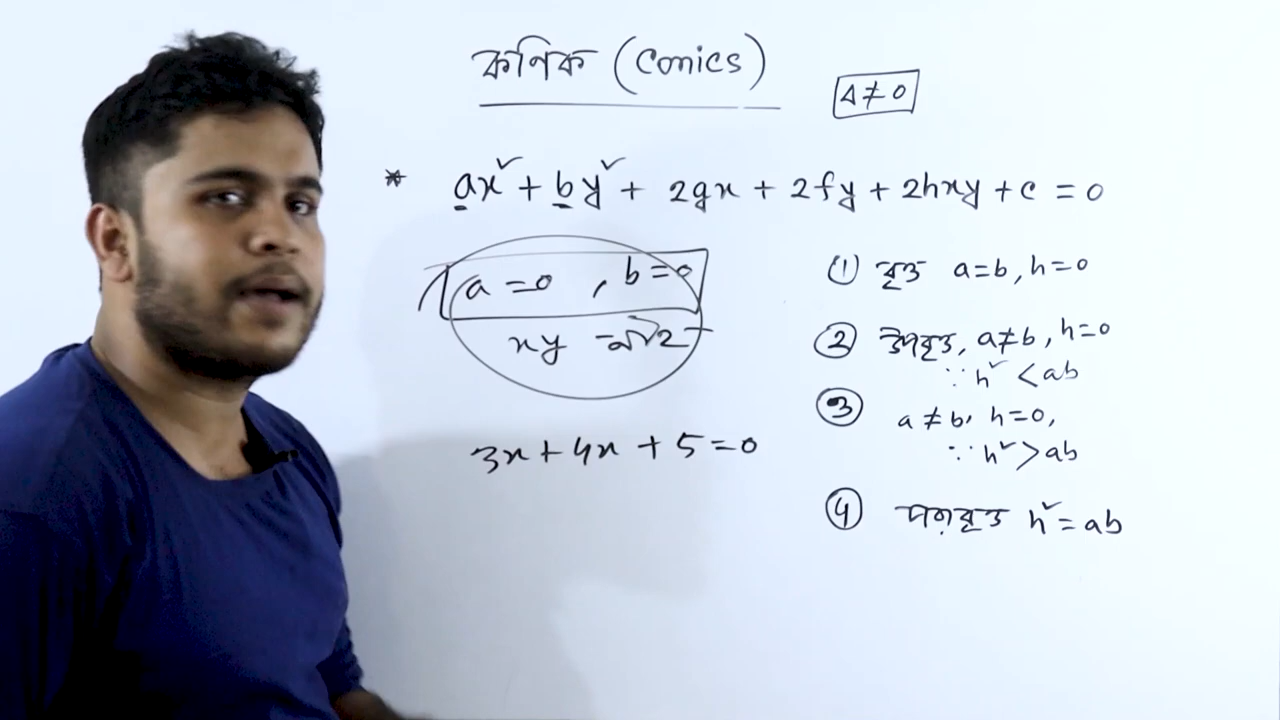 কণিক (Conics)
Δ ≠ 0
* ax² + by² + 2gx + 2fy + 2hxy + c = 0
a = 0 , b = 0
xy
3x + 4x + 5 = 0
① বৃত্ত a = b, h = 0
② উপবৃত্ত, a ≠ b, h = 0
∵ h² < ab
③ a ≠ b, h = 0,
∵ h² > ab
④ পরাবৃত্ত h² = ab